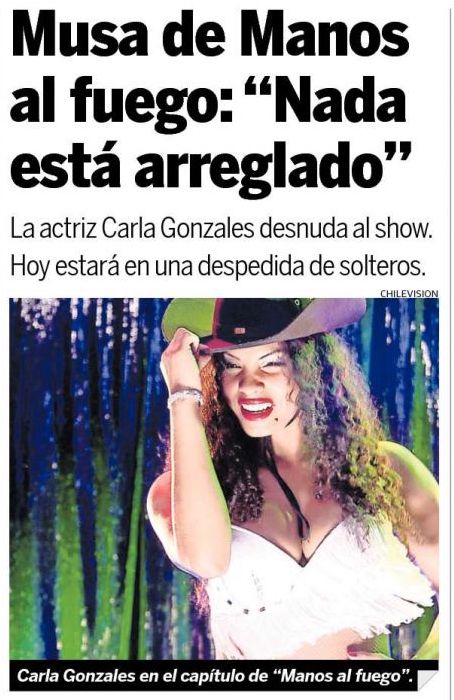 Musa de Manos
al fuego: “Nada
está arreglado”
La actriz Carla Gonzales desnuda al show.
Hoy estará en una despedida de solteros.
CHILEVISION
Carla Gonzales en el capítulo de “Manos al fuego”.